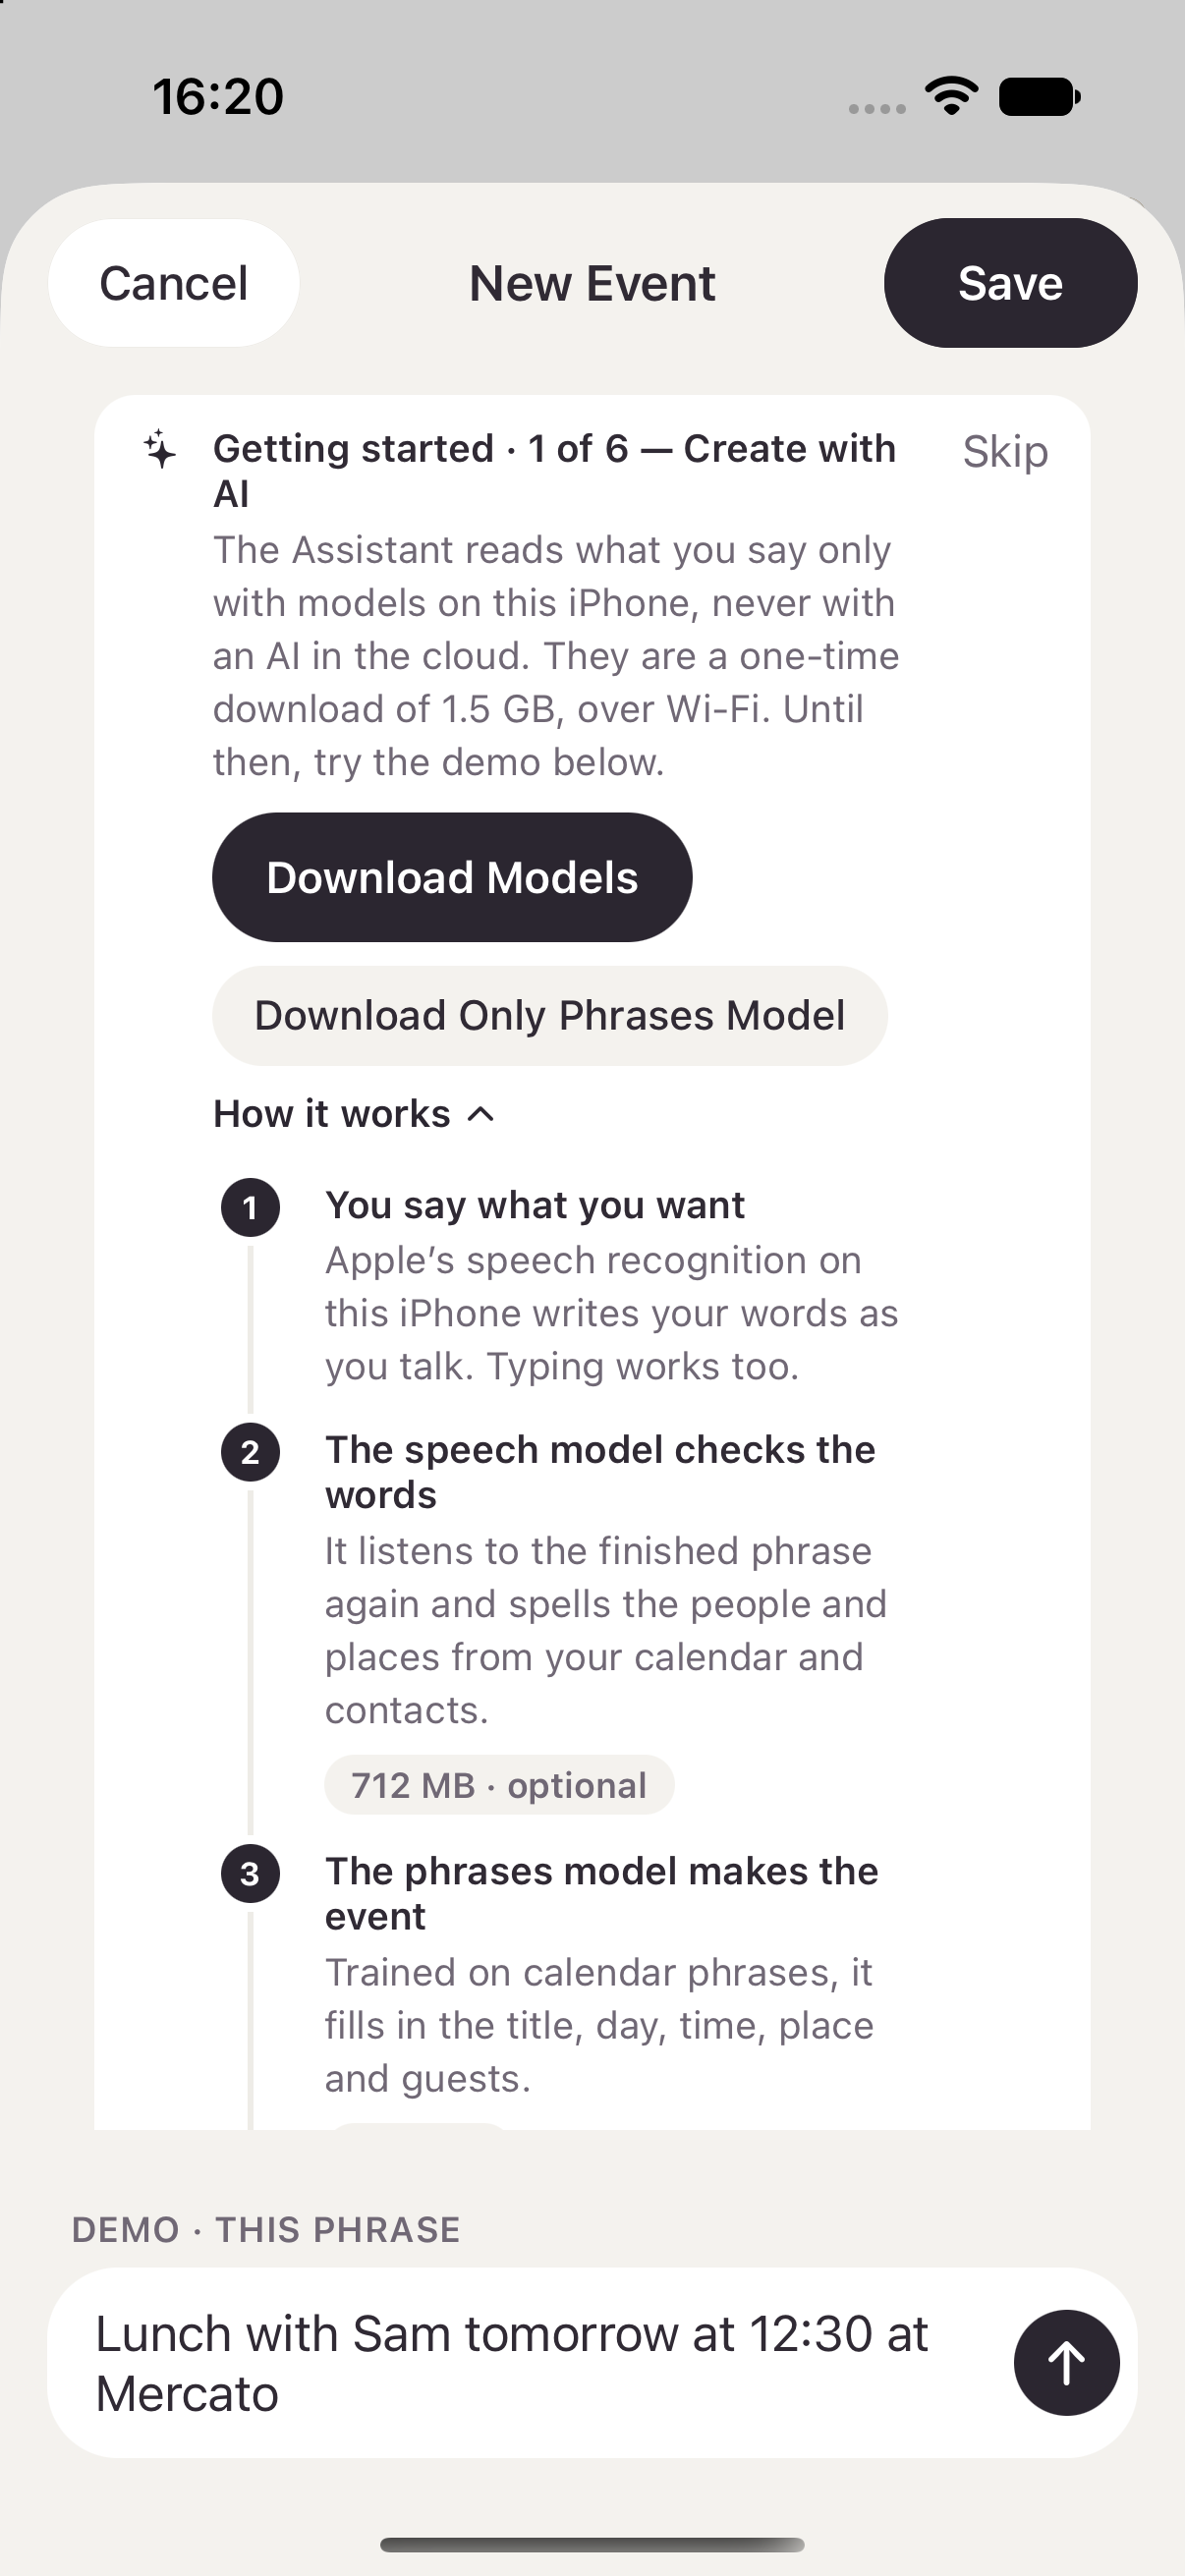 16:20
Cancel
New Event
Save
Getting started · 1 of 6 — Create with
AI
Skip
The Assistant reads what you say only
with models on this iPhone, never with
an AI in the cloud. They are a one-time
download of 1.5 GB, over Wi-Fi. Until
then, try the demo below.
Download Models
Download Only Phrases Model
How it works
1
You say what you want
Apple’s speech recognition on
this iPhone writes your words as
you talk. Typing works too.
2
The speech model checks the
words
It listens to the finished phrase
again and spells the people and
places from your calendar and
contacts.
712 MB · optional
3
The phrases model makes the
event
Trained on calendar phrases, it
fills in the title, day, time, place
and guests.
DEMO · THIS PHRASE
Lunch with Sam tomorrow at 12:30 at
Mercato